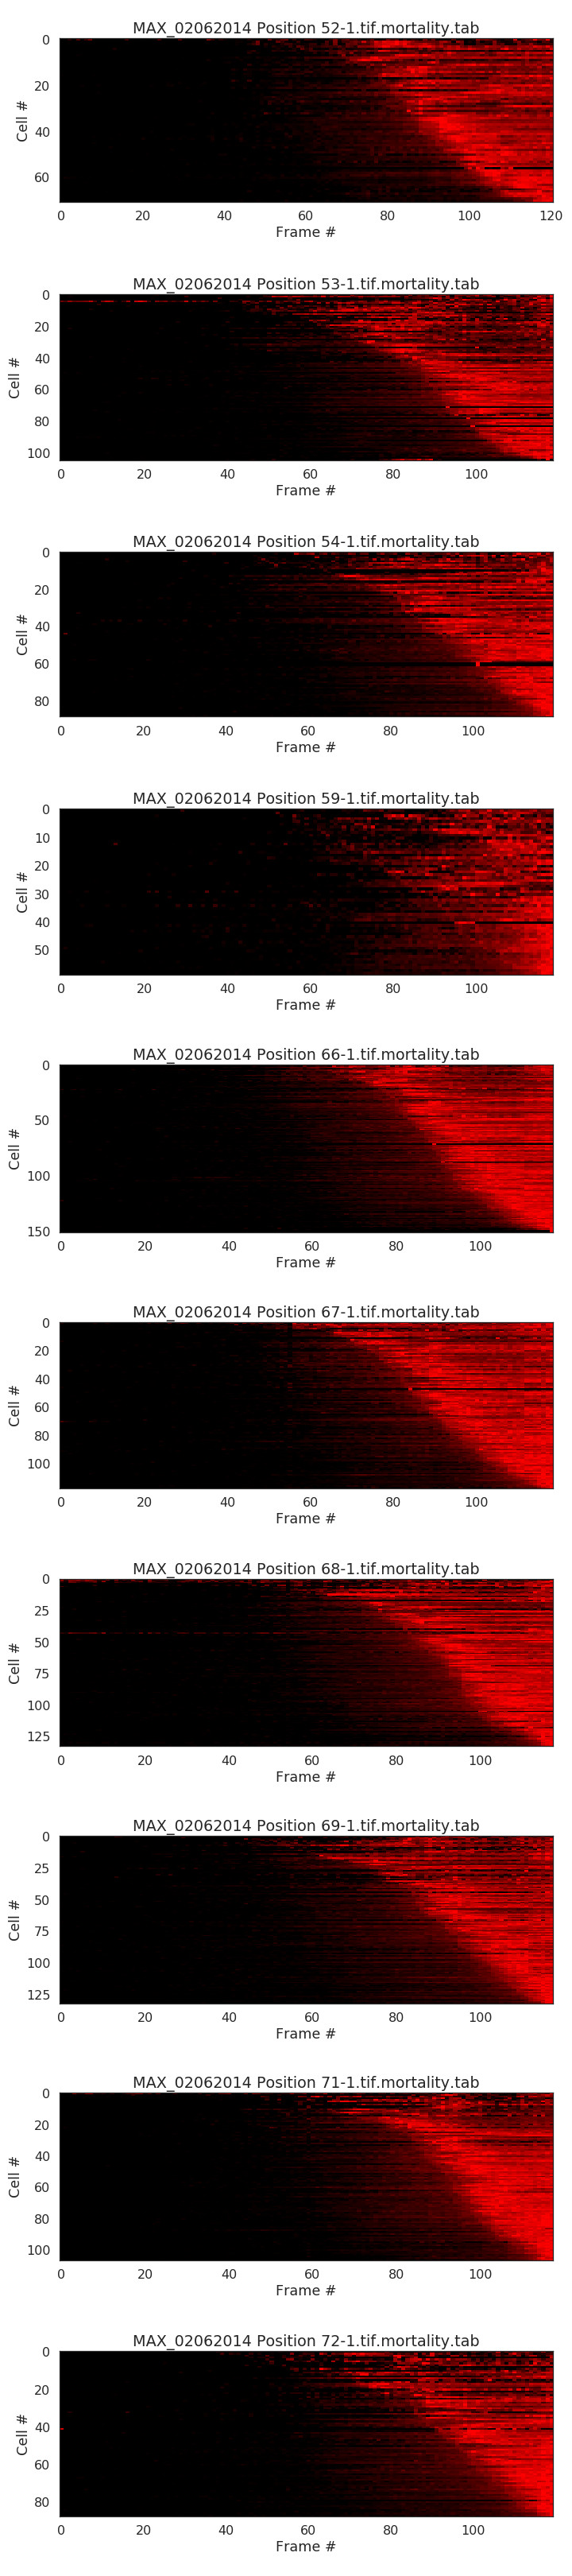 MAX_02062014 Position 52-1.tif.mortality.tab
0
20
40
60
Cell #
0 20 40 60 80 100 120
Frame #
MAX_02062014 Position 53-1.tif.mortality.tab
0
20
40
60
80
100
Cell #
0 20 40 60 80 100
Frame #
MAX_02062014 Position 54-1.tif.mortality.tab
0
20
40
60
80
Cell #
0 20 40 60 80 100
Frame #
MAX_02062014 Position 59-1.tif.mortality.tab
0
10
20
30
40
50
Cell #
0 20 40 60 80 100
Frame #
MAX_02062014 Position 66-1.tif.mortality.tab
0
50
100
150
Cell #
0 20 40 60 80 100
Frame #
MAX_02062014 Position 67-1.tif.mortality.tab
0
20
40
60
80
100
Cell #
0 20 40 60 80 100
Frame #
MAX_02062014 Position 68-1.tif.mortality.tab
0
25
50
75
100
125
Cell #
0 20 40 60 80 100
Frame #
MAX_02062014 Position 69-1.tif.mortality.tab
0
25
50
75
100
125
Cell #
0 20 40 60 80 100
Frame #
MAX_02062014 Position 71-1.tif.mortality.tab
0
20
40
60
80
100
Cell #
0 20 40 60 80 100
Frame #
MAX_02062014 Position 72-1.tif.mortality.tab
0
20
40
60
80
Cell #
0 20 40 60 80 100
Frame #